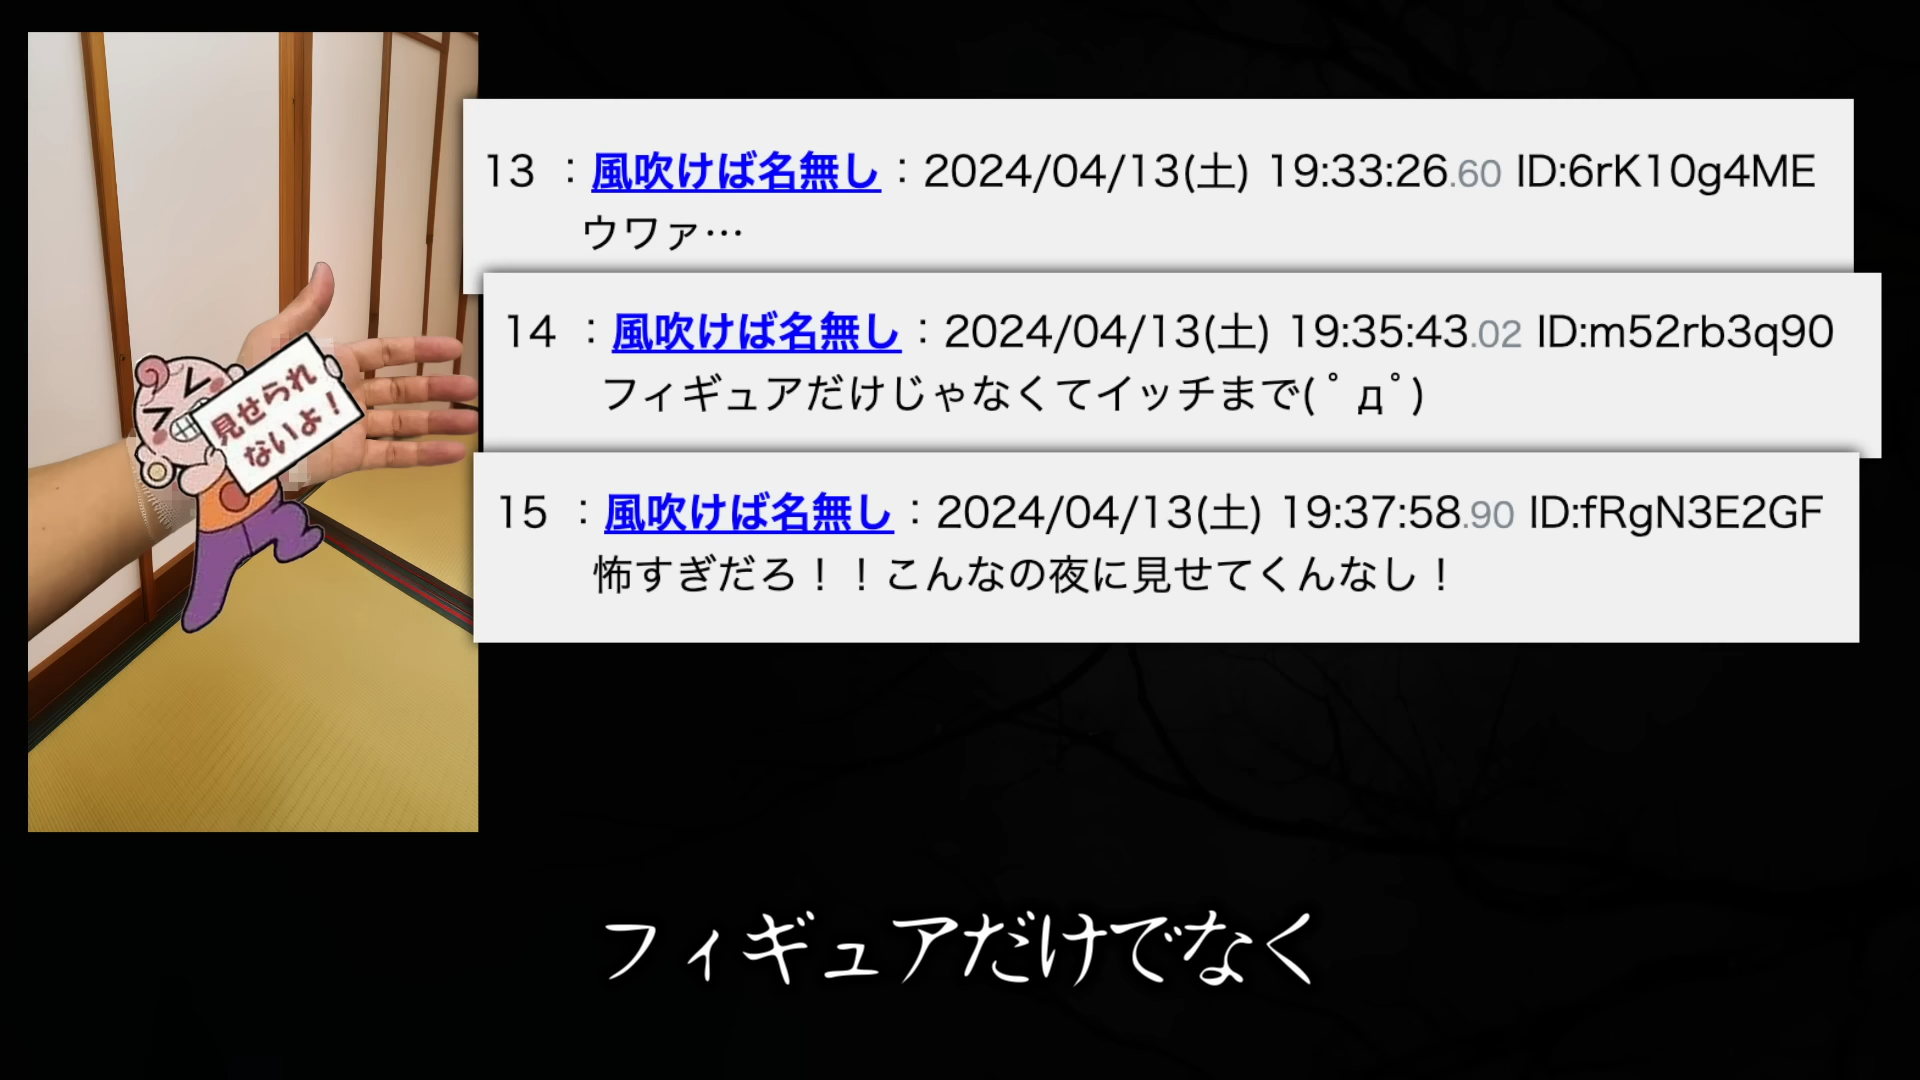 見せられ
ないよ！
13 ：風吹けば名無し：2024/04/13(土) 19:33:26.60 ID:6rK10g4ME
ウワァ…
14 ：風吹けば名無し：2024/04/13(土) 19:35:43.02 ID:m52rb3q90
フィギュアだけじゃなくてイッチまで( ﾟдﾟ)
15 ：風吹けば名無し：2024/04/13(土) 19:37:58.90 ID:fRgN3E2GF
怖すぎだろ！！こんなの夜に見せてくんなし！
フィギュアだけでなく